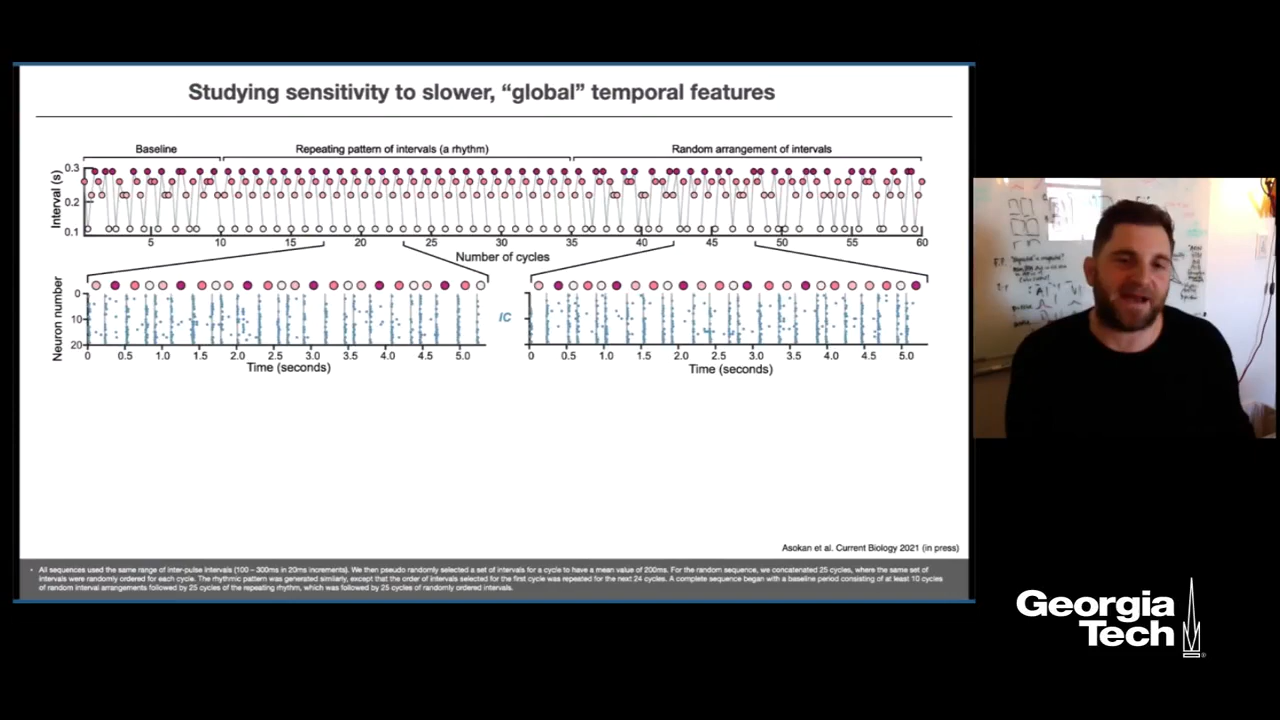 Studying sensitivity to slower, “global” temporal features
Baseline
Repeating pattern of intervals (a rhythm)
Random arrangement of intervals
Interval (s)
0.3
0.2
0.1
5 10 15 20 25 30 35 40 45 50 55 60
Number of cycles
Neuron number
0
10
20
0 0.5 1.0 1.5 2.0 2.5 3.0 3.5 4.0 4.5 5.0
Time (seconds)
IC
0 0.5 1.0 1.5 2.0 2.5 3.0 3.5 4.0 4.5 5.0
Time (seconds)
Asokan et al. Current Biology 2021 (in press)
• All sequences used the same range of inter-pulse intervals (100 – 300ms in 20ms increments). We then pseudo randomly selected a set of intervals for a cycle to have a mean value of 200ms. For the random sequence, we concatenated 25 cycles, where the same set of
intervals were randomly ordered for each cycle. The rhythmic pattern was generated similarly, except that the order of intervals selected for the first cycle was repeated for the next 24 cycles. A complete sequence began with a baseline period consisting of at least 10 cycles
of random interval arrangements followed by 25 cycles of the repeating rhythm, which was followed by 25 cycles of randomly ordered intervals.
Georgia
Tech